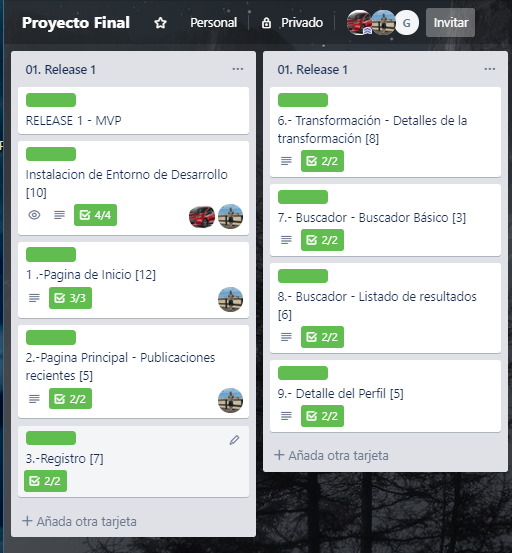 Proyecto Final
Personal
Privado
G
Invitar
01. Release 1
RELEASE 1 - MVP
Instalacion de Entorno de Desarrollo
[10]
4/4
1 .-Pagina de Inicio [12]
3/3
2.-Pagina Principal - Publicaciones
recientes [5]
2/2
3.-Registro [7]
2/2
+ Añada otra tarjeta
01. Release 1
6.- Transformación - Detalles de la
transformación [8]
2/2
7.- Buscador - Buscador Básico [3]
2/2
8.- Buscador - Listado de resultados
[6]
2/2
9.- Detalle del Perfil [5]
2/2
+ Añada otra tarjeta